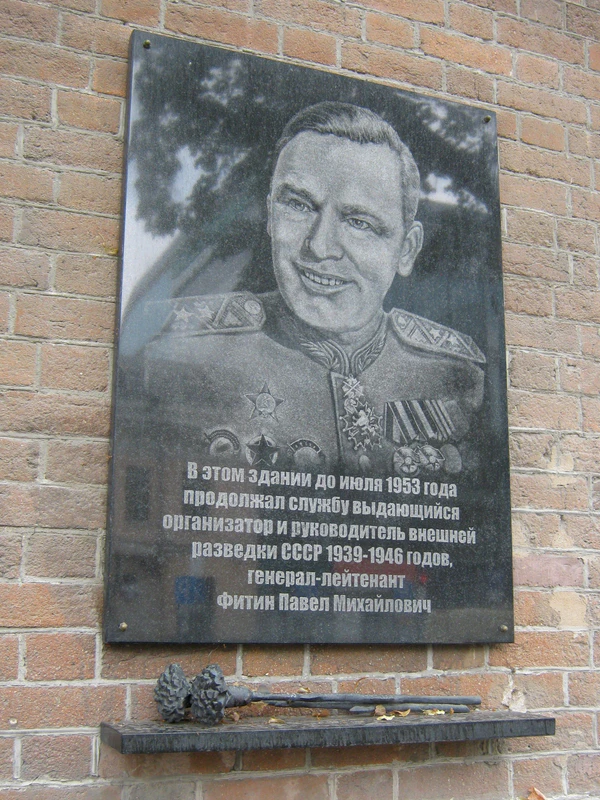 В этом здании до июля 1953 года
продолжал службу выдающийся
организатор и руководитель внешней
разведки СССР 1939-1946 годов,
генерал-лейтенант
Фитин Павел Михайлович